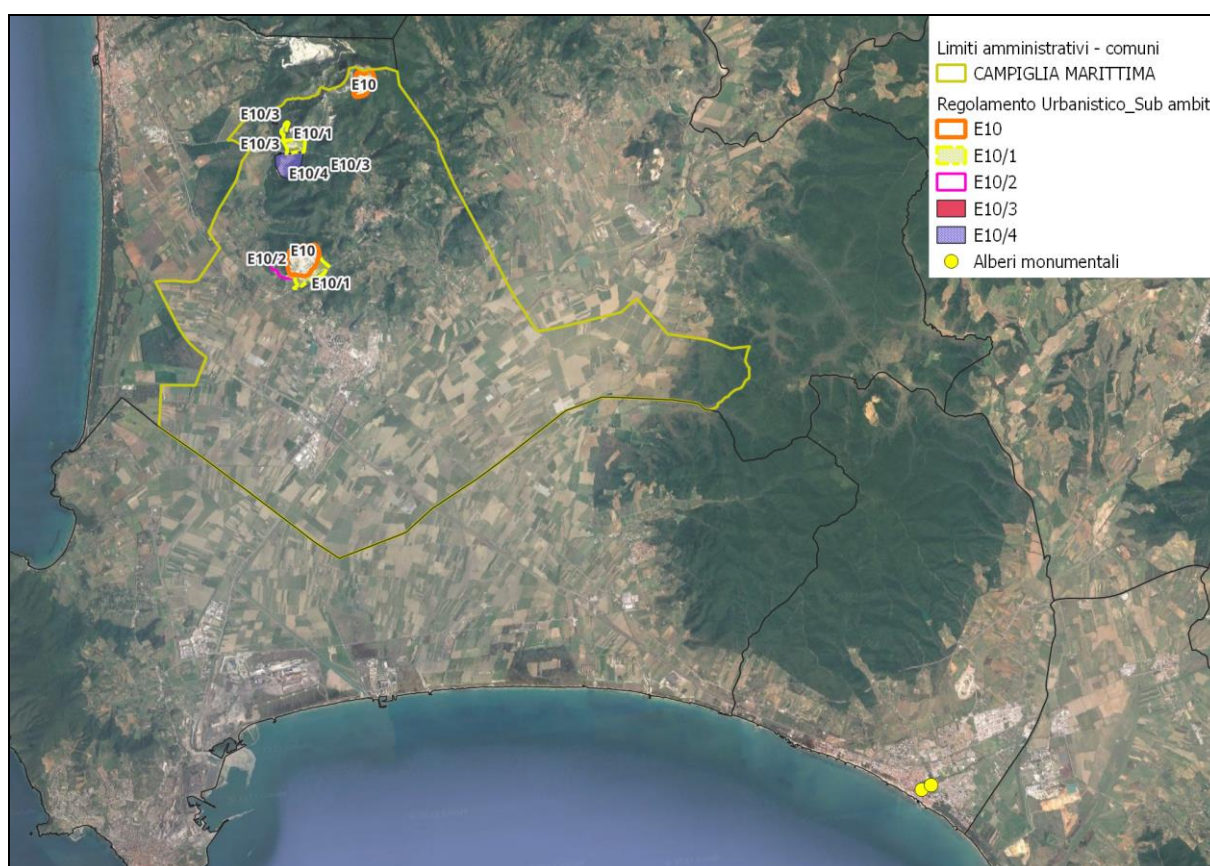 Limiti amministrativi - comuni
CAMPIGLIA MARITTIMA
Regolamento Urbanistico_Sub ambit
E10
E10/1
E10/2
E10/3
E10/4
Alberi monumentali
E10
E10/3
E10/1
E10/3
E10/3
E10/4
E10
E10/2
E10/1